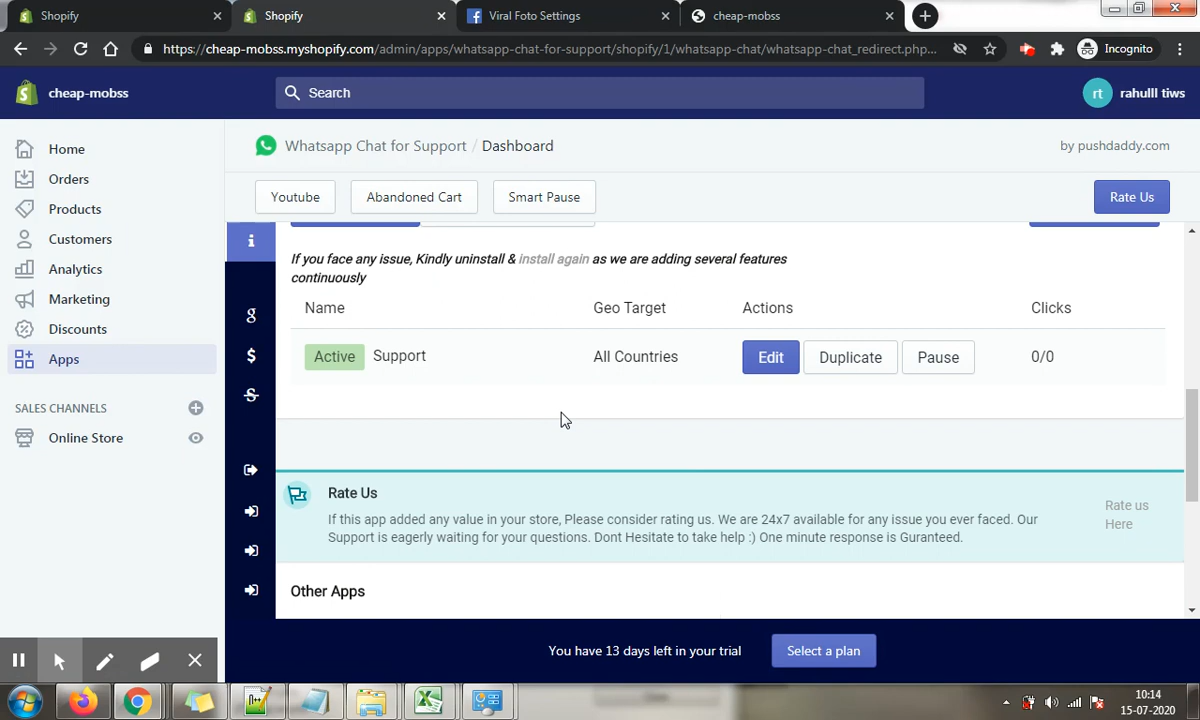 Shopify
Shopify
Viral Foto Settings
cheap-mobss
https://cheap-mobss.myshopify.com/admin/apps/whatsapp-chat-for-support/shopify/1/whatsapp-chat/whatsapp-chat_redirect.php...
Incognito
cheap-mobss
Search
rt
rahulll tiws
Home
Orders
Products
Customers
Analytics
Marketing
Discounts
Apps
SALES CHANNELS
Online Store
Whatsapp Chat for Support / Dashboard
by pushdaddy.com
Youtube
Abandoned Cart
Smart Pause
Rate Us
If you face any issue, Kindly uninstall & install again as we are adding several features
continuously
Name Geo Target Actions Clicks
Active Support All Countries Edit Duplicate Pause 0/0
Rate Us
If this app added any value in your store, Please consider rating us. We are 24x7 available for any issue you ever faced. Our
Support is eagerly waiting for your questions. Dont Hesitate to take help :) One minute response is Guranteed.
Rate us
Here
Other Apps
You have 13 days left in your trial
Select a plan
10:14
15-07-2020